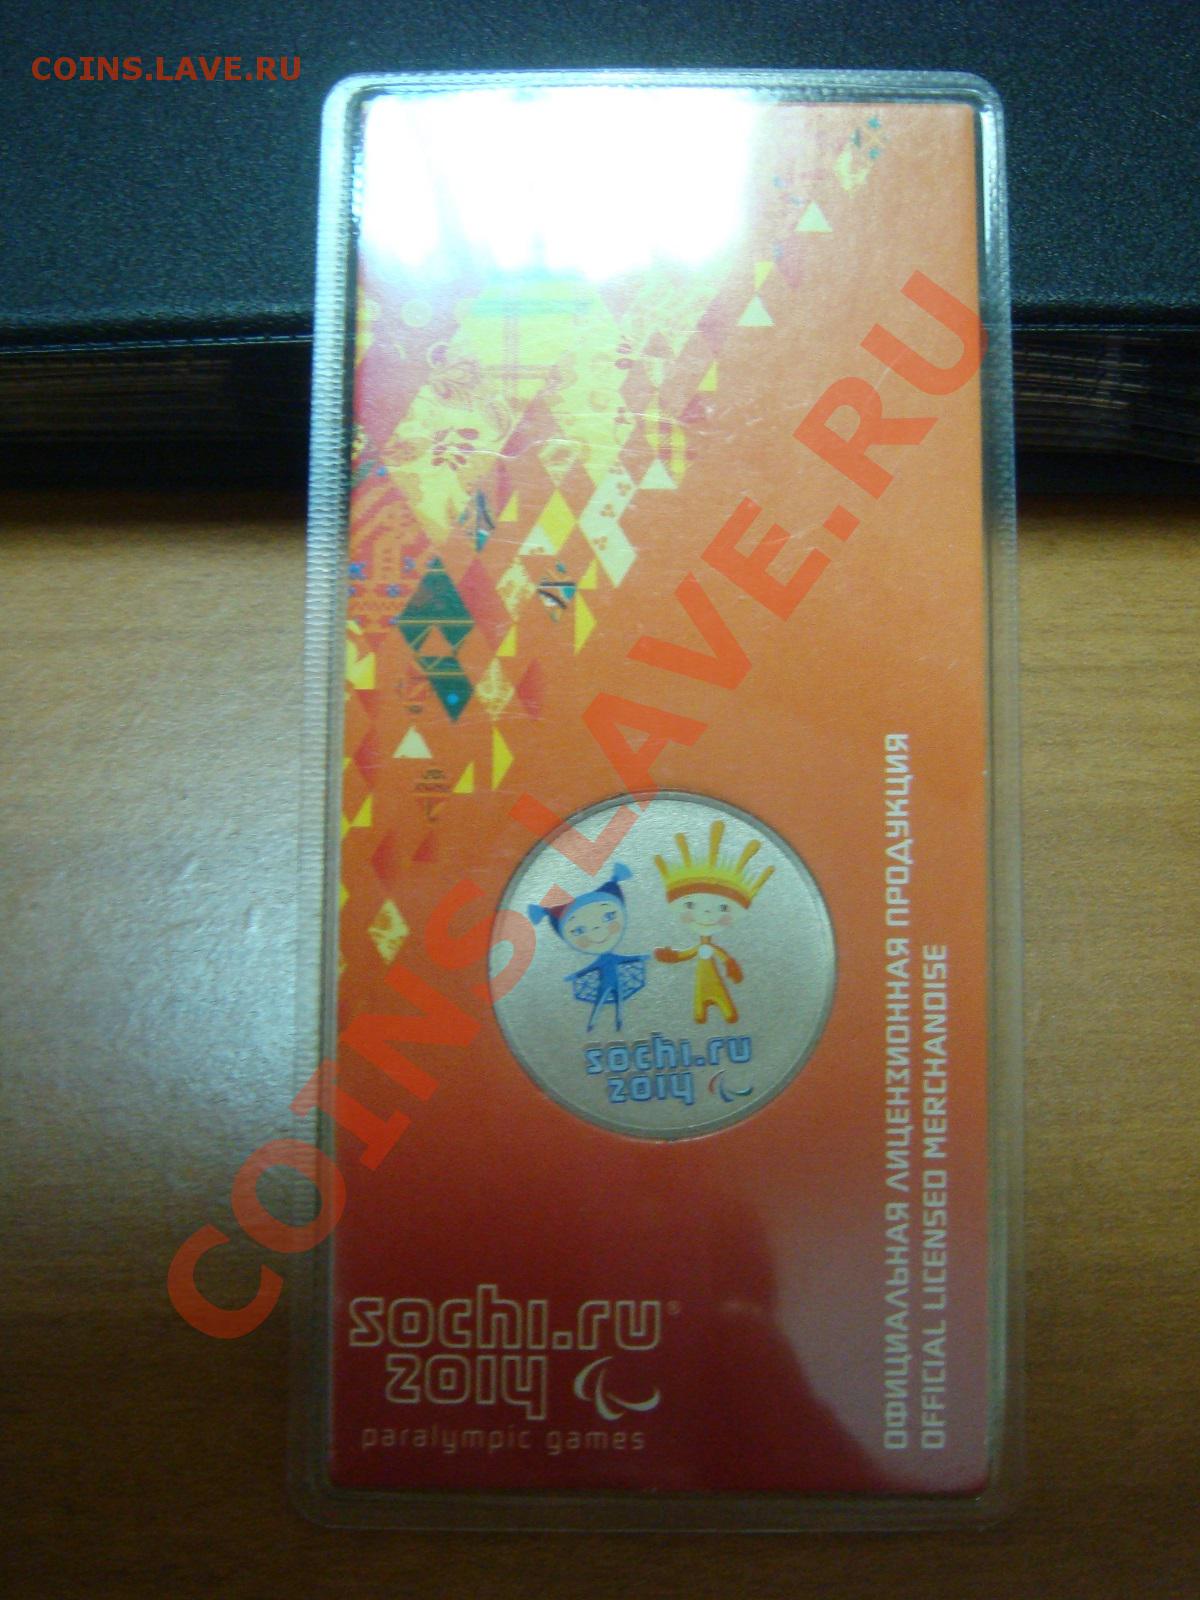 COINS.LAVE.RU
COINS.LAVE.RU
sochi.ru
2014
ОФИЦИАЛЬНАЯ ЛИЦЕНЗИОННАЯ ПРОДУКЦИЯ
OFFICIAL LICENSED MERCHANDISE
sochi.ru®
2014
paralympic games